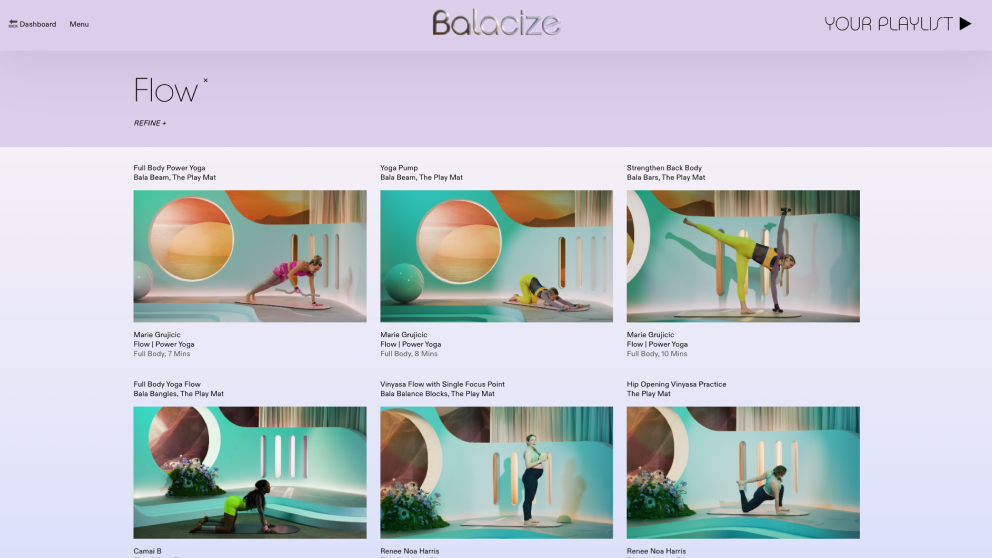 Dashboard Menu
Balacize
YOUR PLAYLIST
Flow ×
REFINE +
Full Body Power Yoga
Bala Beam, The Play Mat
Yoga Pump
Bala Beam, The Play Mat
Strengthen Back Body
Bala Bars, The Play Mat
Marie Grujicic
Flow | Power Yoga
Full Body, 7 Mins
Marie Grujicic
Flow | Power Yoga
Full Body, 8 Mins
Marie Grujicic
Flow | Power Yoga
Full Body, 10 Mins
Full Body Yoga Flow
Bala Bangles, The Play Mat
Vinyasa Flow with Single Focus Point
Bala Balance Blocks, The Play Mat
Hip Opening Vinyasa Practice
The Play Mat
Camai B
Renee Noa Harris
Renee Noa Harris